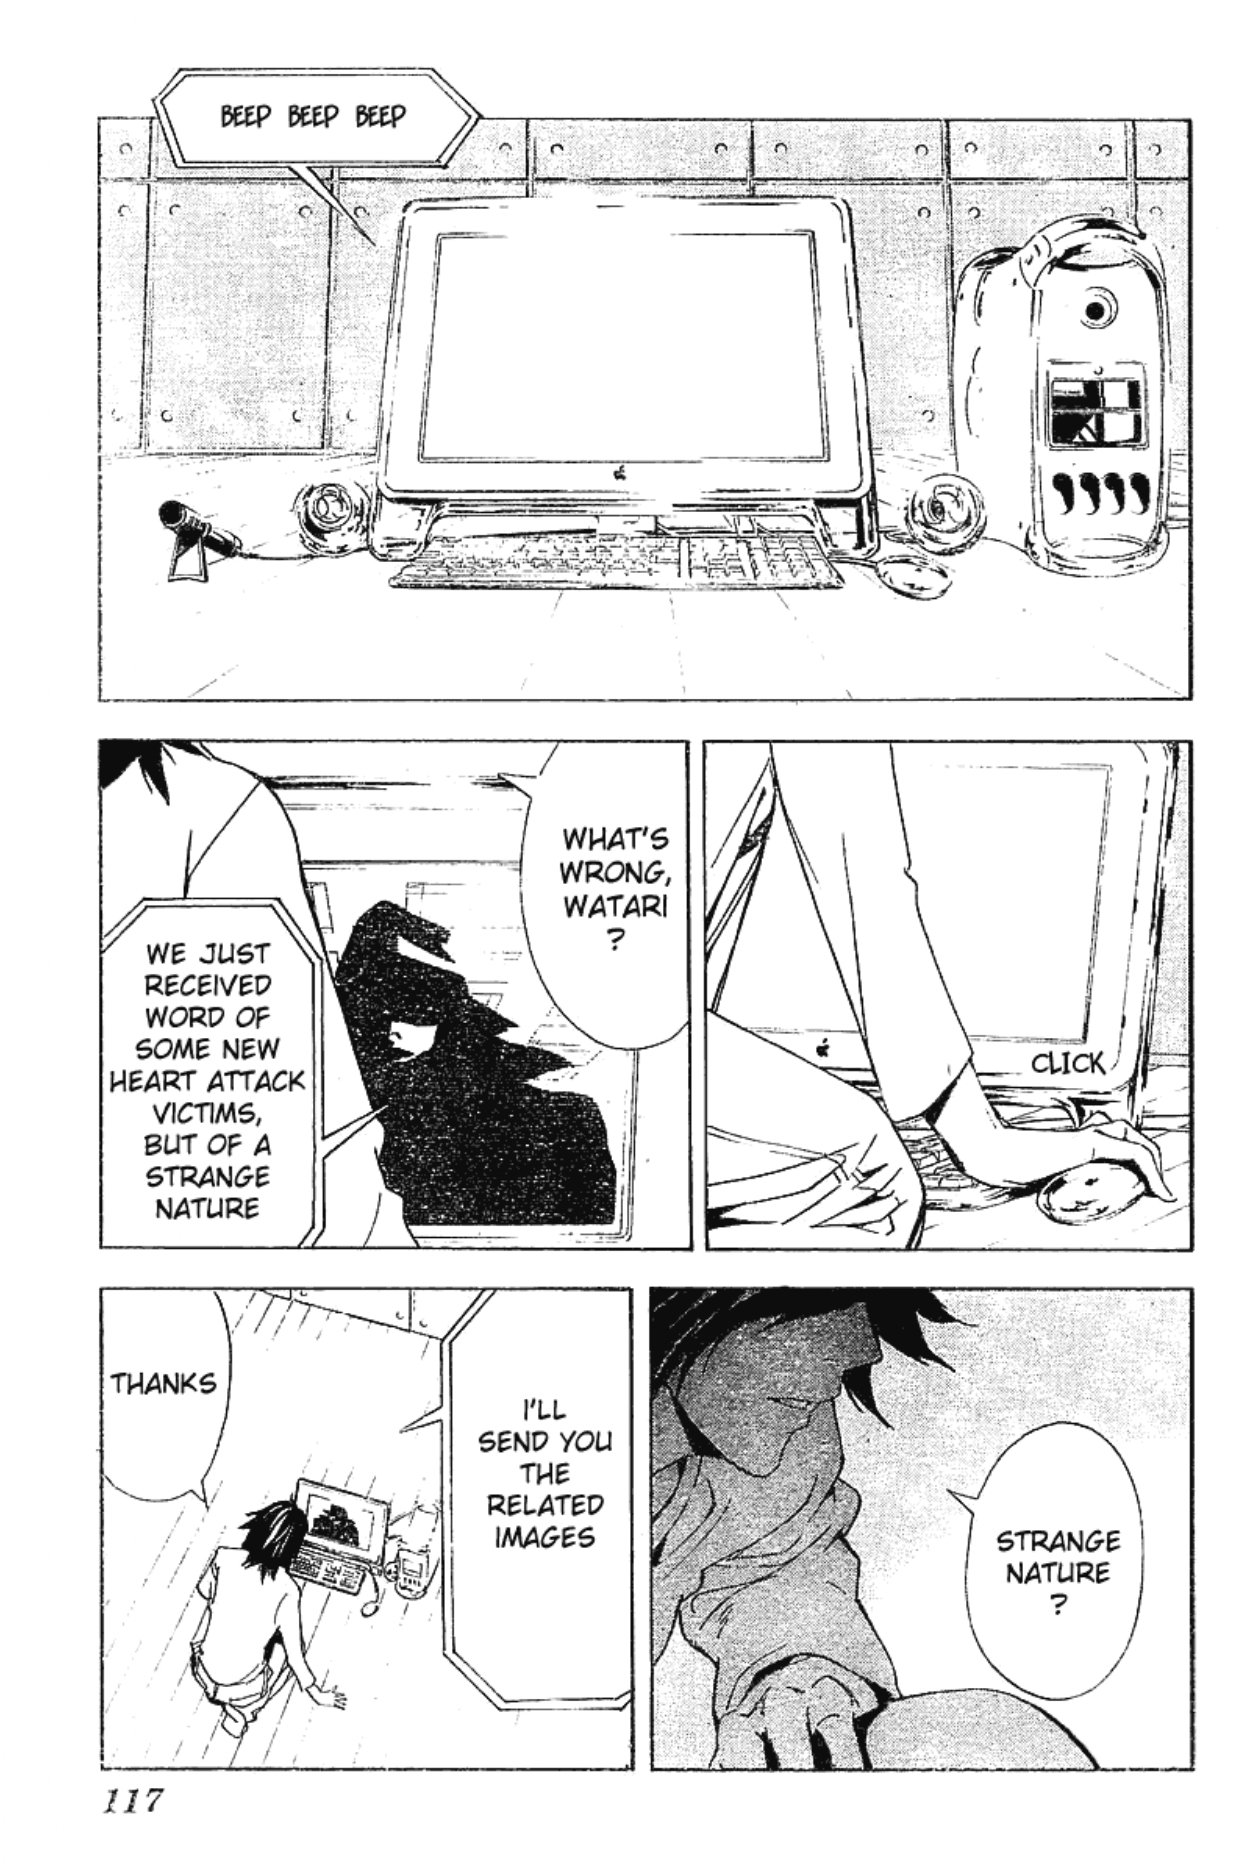 BEEP BEEP BEEP
CLICK
WHAT'S
WRONG,
WATARI
?
WE JUST
RECEIVED
WORD OF
SOME NEW
HEART ATTACK
VICTIMS,
BUT OF A
STRANGE
NATURE
STRANGE
NATURE
?
I'LL
SEND YOU
THE
RELATED
IMAGES
THANKS
117